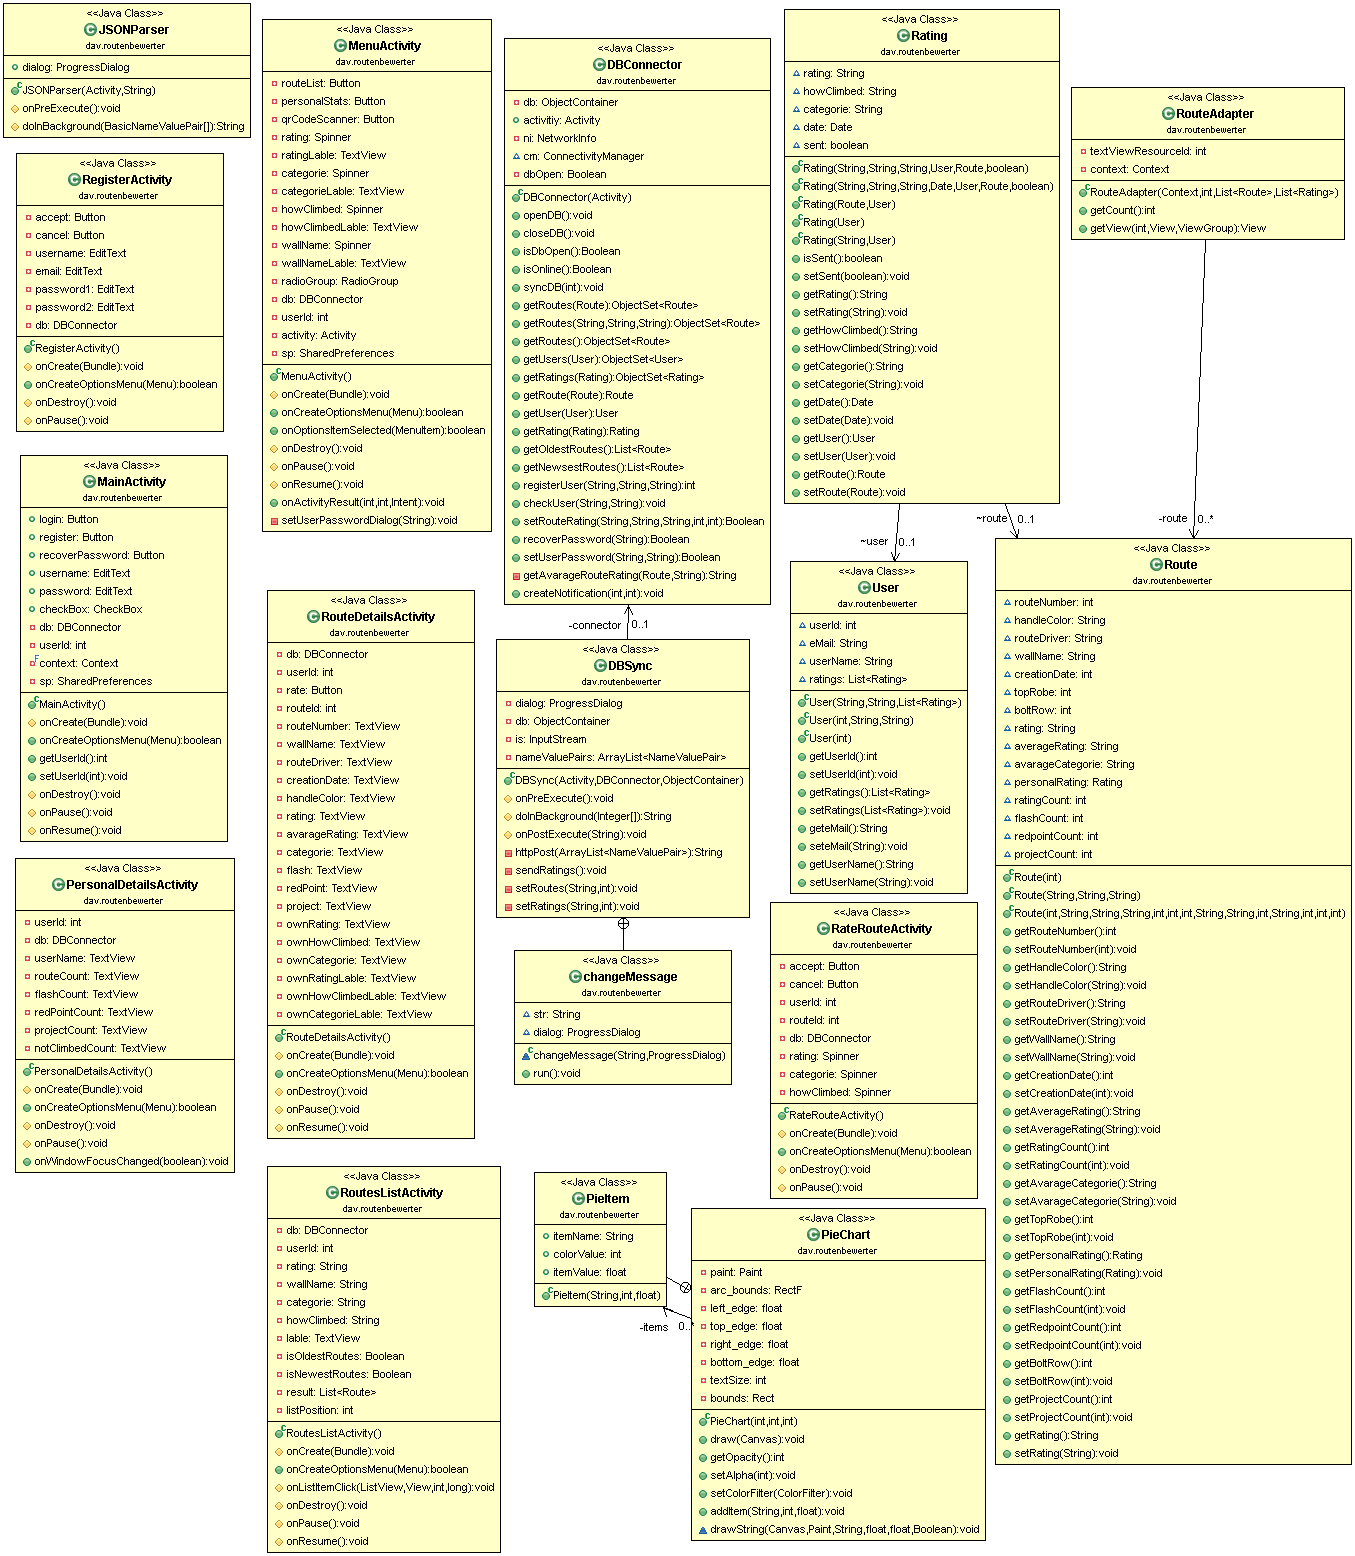 <<Java Class>>
JSONParser
dav.routenbewerter
dialog: ProgressDialog
JSONParser(Activity,String)
onPreExecute():void
doInBackground(BasicNameValuePair[]):String
<<Java Class>>
RegisterActivity
dav.routenbewerter
accept: Button
cancel: Button
username: EditText
email: EditText
password1: EditText
password2: EditText
db: DBConnector
RegisterActivity()
onCreate(Bundle):void
onCreateOptionsMenu(Menu):boolean
onDestroy():void
onPause():void
<<Java Class>>
MainActivity
dav.routenbewerter
login: Button
register: Button
recoverPassword: Button
username: EditText
password: EditText
checkBox: CheckBox
db: DBConnector
userId: int
context: Context
sp: SharedPreferences
MainActivity()
onCreate(Bundle):void
onCreateOptionsMenu(Menu):boolean
getUserId():int
setUserId(int):void
onDestroy():void
onPause():void
onResume():void
<<Java Class>>
PersonalDetailsActivity
dav.routenbewerter
userId: int
db: DBConnector
userName: TextView
routeCount: TextView
flashCount: TextView
redPointCount: TextView
projectCount: TextView
notClimbedCount: TextView
PersonalDetailsActivity()
onCreate(Bundle):void
onCreateOptionsMenu(Menu):boolean
onDestroy():void
onPause():void
onWindowFocusChanged(boolean):void
<<Java Class>>
MenuActivity
dav.routenbewerter
routeList: Button
personalStats: Button
qrCodeScanner: Button
rating: Spinner
ratingLable: TextView
categorie: Spinner
categorieLable: TextView
howClimbed: Spinner
howClimbedLable: TextView
wallName: Spinner
wallNameLable: TextView
radioGroup: RadioGroup
db: DBConnector
userId: int
activity: Activity
sp: SharedPreferences
MenuActivity()
onCreate(Bundle):void
onCreateOptionsMenu(Menu):boolean
onOptionsItemSelected(MenuItem):boolean
onDestroy():void
onPause():void
onResume():void
onActivityResult(int,int,Intent):void
setUserPasswordDialog(String):void
<<Java Class>>
RouteDetailsActivity
dav.routenbewerter
db: DBConnector
userId: int
rate: Button
routeId: int
routeNumber: TextView
wallName: TextView
routeDriver: TextView
creationDate: TextView
handleColor: TextView
rating: TextView
avarageRating: TextView
categorie: TextView
flash: TextView
redPoint: TextView
project: TextView
ownRating: TextView
ownHowClimbed: TextView
ownCategorie: TextView
ownRatingLable: TextView
ownHowClimbedLable: TextView
ownCategorieLable: TextView
RouteDetailsActivity()
onCreate(Bundle):void
onCreateOptionsMenu(Menu):boolean
onDestroy():void
onPause():void
onResume():void
<<Java Class>>
RoutesListActivity
dav.routenbewerter
db: DBConnector
userId: int
rating: String
wallName: String
categorie: String
howClimbed: String
lable: TextView
isOldestRoutes: Boolean
isNewestRoutes: Boolean
result: List<Route>
listPosition: int
RoutesListActivity()
onCreate(Bundle):void
onCreateOptionsMenu(Menu):boolean
onListItemClick(ListView,View,int,long):void
onDestroy():void
onPause():void
onResume():void
<<Java Class>>
DBConnector
dav.routenbewerter
db: ObjectContainer
activitiy: Activity
ni: NetworkInfo
cm: ConnectivityManager
dbOpen: Boolean
DBConnector(Activity)
openDB():void
closeDB():void
isDbOpen():Boolean
isOnline():Boolean
syncDB(int):void
getRoutes(Route):ObjectSet<Route>
getRoutes(String,String,String):ObjectSet<Route>
getRoutes():ObjectSet<Route>
getUsers(User):ObjectSet<User>
getRatings(Rating):ObjectSet<Rating>
getRoute(Route):Route
getUser(User):User
getRating(Rating):Rating
getOldestRoutes():List<Route>
getNewsestRoutes():List<Route>
registerUser(String,String,String):int
checkUser(String,String):void
setRouteRating(String,String,String,int,int):Boolean
recoverPassword(String):Boolean
setUserPassword(String,String):Boolean
getAvarageRouteRating(Route,String):String
createNotification(int,int):void
-connector 0..1
<<Java Class>>
DBSync
dav.routenbewerter
dialog: ProgressDialog
db: ObjectContainer
is: InputStream
nameValuePairs: ArrayList<NameValuePair>
DBSync(Activity,DBConnector,ObjectContainer)
onPreExecute():void
doInBackground(Integer[]):String
onPostExecute(String):void
httpPost(ArrayList<NameValuePair>):String
sendRatings():void
setRoutes(String,int):void
setRatings(String,int):void
<<Java Class>>
changeMessage
dav.routenbewerter
str: String
dialog: ProgressDialog
changeMessage(String,ProgressDialog)
run():void
<<Java Class>>
PieItem
dav.routenbewerter
itemName: String
colorValue: int
itemValue: float
PieItem(String,int,float)
-items 0..*
<<Java Class>>
PieChart
dav.routenbewerter
paint: Paint
arc_bounds: RectF
left_edge: float
top_edge: float
right_edge: float
bottom_edge: float
textSize: int
bounds: Rect
PieChart(int,int,int)
draw(Canvas):void
getOpacity():int
setAlpha(int):void
setColorFilter(ColorFilter):void
addItem(String,int,float):void
drawString(Canvas,Paint,String,float,float,Boolean):void
<<Java Class>>
Rating
dav.routenbewerter
rating: String
howClimbed: String
categorie: String
date: Date
sent: boolean
Rating(String,String,String,User,Route,boolean)
Rating(String,String,String,Date,User,Route,boolean)
Rating(Route,User)
Rating(User)
Rating(String,User)
isSent():boolean
setSent(boolean):void
getRating():String
setRating(String):void
getHowClimbed():String
setHowClimbed(String):void
getCategorie():String
setCategorie(String):void
getDate():Date
setDate(Date):void
getUser():User
setUser(User):void
getRoute():Route
setRoute(Route):void
~user 0..1
~route 0..1
<<Java Class>>
User
dav.routenbewerter
userId: int
eMail: String
userName: String
ratings: List<Rating>
User(String,String,List<Rating>)
User(int,String,String)
User(int)
getUserId():int
setUserId(int):void
getRatings():List<Rating>
setRatings(List<Rating>):void
geteMail():String
seteMail(String):void
getUserName():String
setUserName(String):void
<<Java Class>>
RateRouteActivity
dav.routenbewerter
accept: Button
cancel: Button
userId: int
routeId: int
db: DBConnector
rating: Spinner
categorie: Spinner
howClimbed: Spinner
RateRouteActivity()
onCreate(Bundle):void
onCreateOptionsMenu(Menu):boolean
onDestroy():void
onPause():void
<<Java Class>>
RouteAdapter
dav.routenbewerter
textViewResourceId: int
context: Context
RouteAdapter(Context,int,List<Route>,List<Rating>)
getCount():int
getView(int,View,ViewGroup):View
-route 0..*
<<Java Class>>
Route
dav.routenbewerter
routeNumber: int
handleColor: String
routeDriver: String
wallName: String
creationDate: int
topRobe: int
boltRow: int
rating: String
averageRating: String
avarageCategorie: String
personalRating: Rating
ratingCount: int
flashCount: int
redpointCount: int
projectCount: int
Route(int)
Route(String,String,String)
Route(int,String,String,String,int,int,int,String,String,int,String,int,int,int)
getRouteNumber():int
setRouteNumber(int):void
getHandleColor():String
setHandleColor(String):void
getRouteDriver():String
setRouteDriver(String):void
getWallName():String
setWallName(String):void
getCreationDate():int
setCreationDate(int):void
getAverageRating():String
setAverageRating(String):void
getRatingCount():int
setRatingCount(int):void
getAvarageCategorie():String
setAvarageCategorie(String):void
getTopRobe():int
setTopRobe(int):void
getPersonalRating():Rating
setPersonalRating(Rating):void
getFlashCount():int
setFlashCount(int):void
getRedpointCount():int
setRedpointCount(int):void
getBoltRow():int
setBoltRow(int):void
getProjectCount():int
setProjectCount(int):void
getRating():String
setRating(String):void